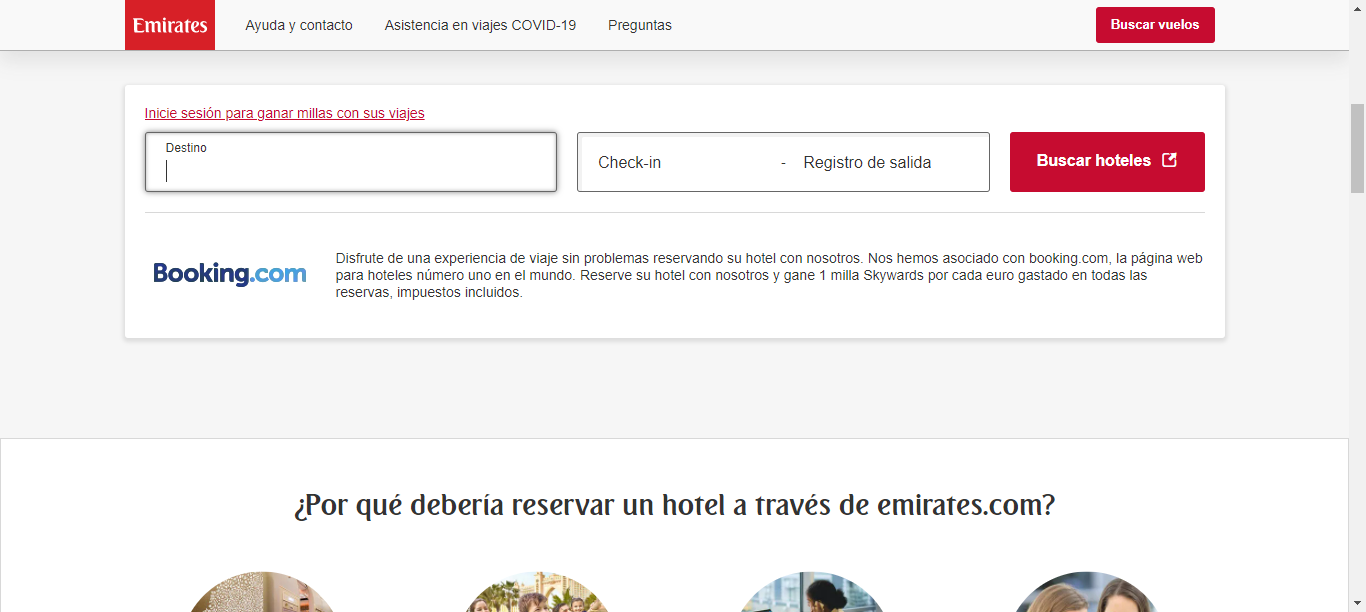 Emirates
Ayuda y contacto
Asistencia en viajes COVID-19
Preguntas
Buscar vuelos
Inicie sesión para ganar millas con sus viajes
Destino
Check-in - Registro de salida
Buscar hoteles
Booking.com
Disfrute de una experiencia de viaje sin problemas reservando su hotel con nosotros. Nos hemos asociado con booking.com, la página web
para hoteles número uno en el mundo. Reserve su hotel con nosotros y gane 1 milla Skywards por cada euro gastado en todas las
reservas, impuestos incluidos.
¿Por qué debería reservar un hotel a través de emirates.com?